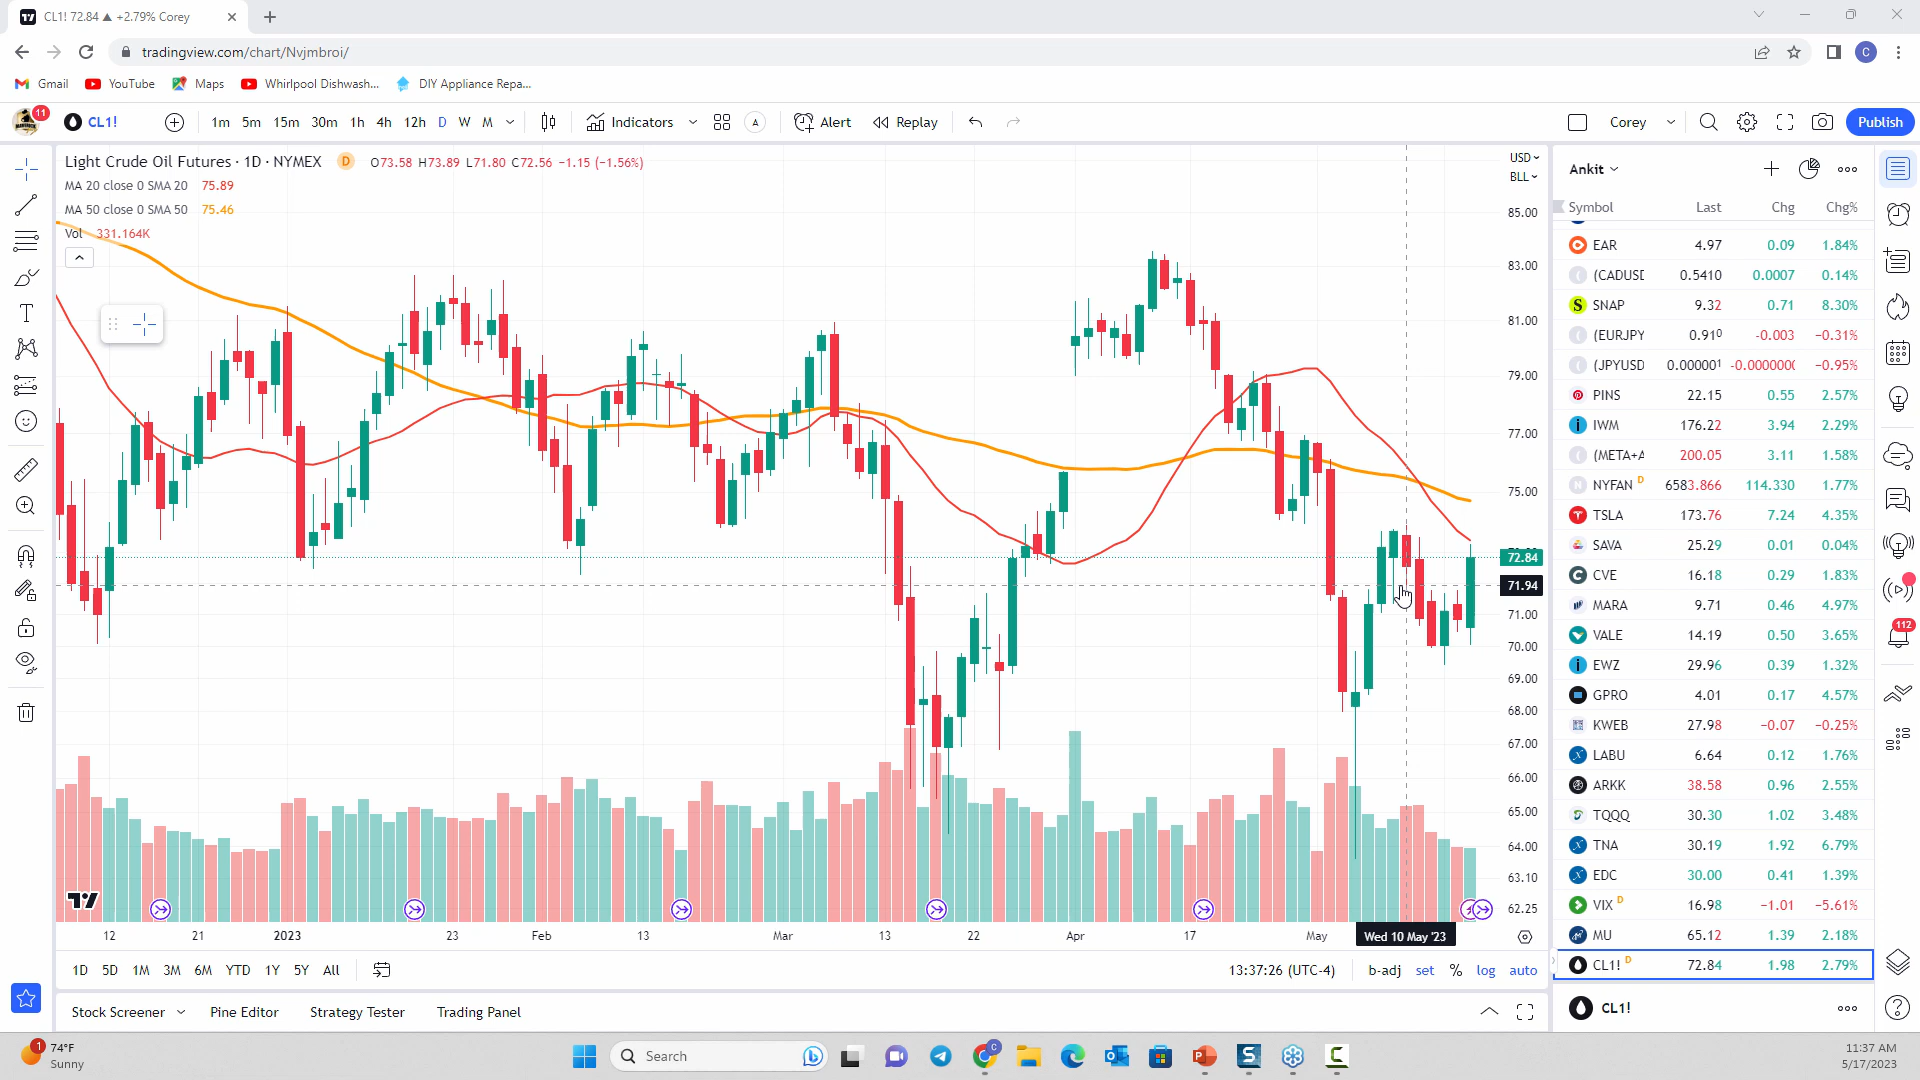 CL1! 72.84 ▲ +2.79% Corey
tradingview.com/chart/Nvjmbroi/
Gmail YouTube Maps Whirlpool Dishwash... DIY Appliance Repa...
11 CL1! 1m 5m 15m 30m 1h 4h 12h D W M Indicators A Alert Replay Corey Publish
Light Crude Oil Futures · 1D · NYMEX D O73.58 H73.89 L71.80 C72.56 −1.15 (−1.56%)
MA 20 close 0 SMA 20 75.89
MA 50 close 0 SMA 50 75.46
Vol 331.164K
USD
BLL
85.00
83.00
81.00
79.00
77.00
75.00
72.84
71.94
71.00
70.00
69.00
68.00
67.00
66.00
65.00
64.00
63.10
62.25
12 21 2023 23 Feb 13 Mar 13 22 Apr 17 May Wed 10 May '23
1D 5D 1M 3M 6M YTD 1Y 5Y All 13:37:26 (UTC-4) b-adj set % log auto
Stock Screener Pine Editor Strategy Tester Trading Panel
Ankit
Symbol Last Chg Chg%
EAR 4.97 0.09 1.84%
(CADUSD 0.5410 0.0007 0.14%
SNAP 9.32 0.71 8.30%
(EURJPY 0.910 -0.003 −0.31%
(JPYUSD 0.000001 -0.0000000 −0.95%
PINS 22.15 0.55 2.57%
IWM 176.22 3.94 2.29%
(META+A 200.05 3.11 1.58%
NYFAN D 6583.866 114.330 1.77%
TSLA 173.76 7.24 4.35%
SAVA 25.29 0.01 0.04%
CVE 16.18 0.29 1.83%
MARA 9.71 0.46 4.97%
VALE 14.19 0.50 3.65%
EWZ 29.96 0.39 1.32%
GPRO 4.01 0.17 4.57%
KWEB 27.98 −0.07 −0.25%
LABU 6.64 0.12 1.76%
ARKK 38.58 0.96 2.55%
TQQQ 30.30 1.02 3.48%
TNA 30.19 1.92 6.79%
EDC 30.00 0.41 1.39%
VIX D 16.98 −1.01 −5.61%
MU 65.12 1.39 2.18%
CL1! D 72.84 1.98 2.79%
CL1!
112
1 74°F
Sunny
Search
11:37 AM
5/17/2023